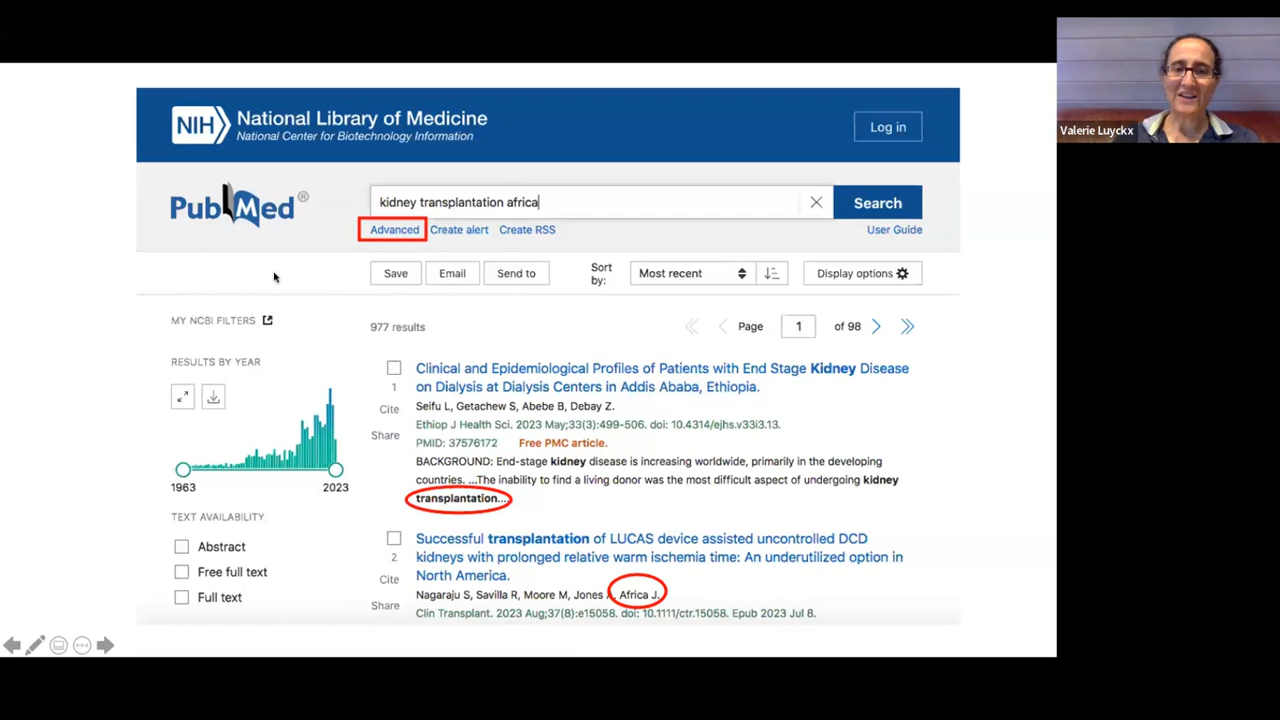 NIH National Library of Medicine
National Center for Biotechnology Information
Log in
Valerie Luyckx
PubMed®
kidney transplantation africa
Search
Advanced Create alert Create RSS
User Guide
Save Email Send to
Sort by:
Most recent
Display options
MY NCBI FILTERS
977 results
Page 1 of 98
RESULTS BY YEAR
1963 2023
TEXT AVAILABILITY
Abstract
Free full text
Full text
1
Cite
Share
Clinical and Epidemiological Profiles of Patients with End Stage Kidney Disease
on Dialysis at Dialysis Centers in Addis Ababa, Ethiopia.
Seifu L, Getachew S, Abebe B, Debay Z.
Ethiop J Health Sci. 2023 May;33(3):499-506. doi: 10.4314/ejhs.v33i3.13.
PMID: 37576172 Free PMC article.
BACKGROUND: End-stage kidney disease is increasing worldwide, primarily in the developing
countries. ...The inability to find a living donor was the most difficult aspect of undergoing kidney
transplantation....
2
Cite
Share
Successful transplantation of LUCAS device assisted uncontrolled DCD
kidneys with prolonged relative warm ischemia time: An underutilized option in
North America.
Nagaraju S, Savilla R, Moore M, Jones Africa J.
Clin Transplant. 2023 Aug;37(8):e15058. doi: 10.1111/ctr.15058. Epub 2023 Jul 8.